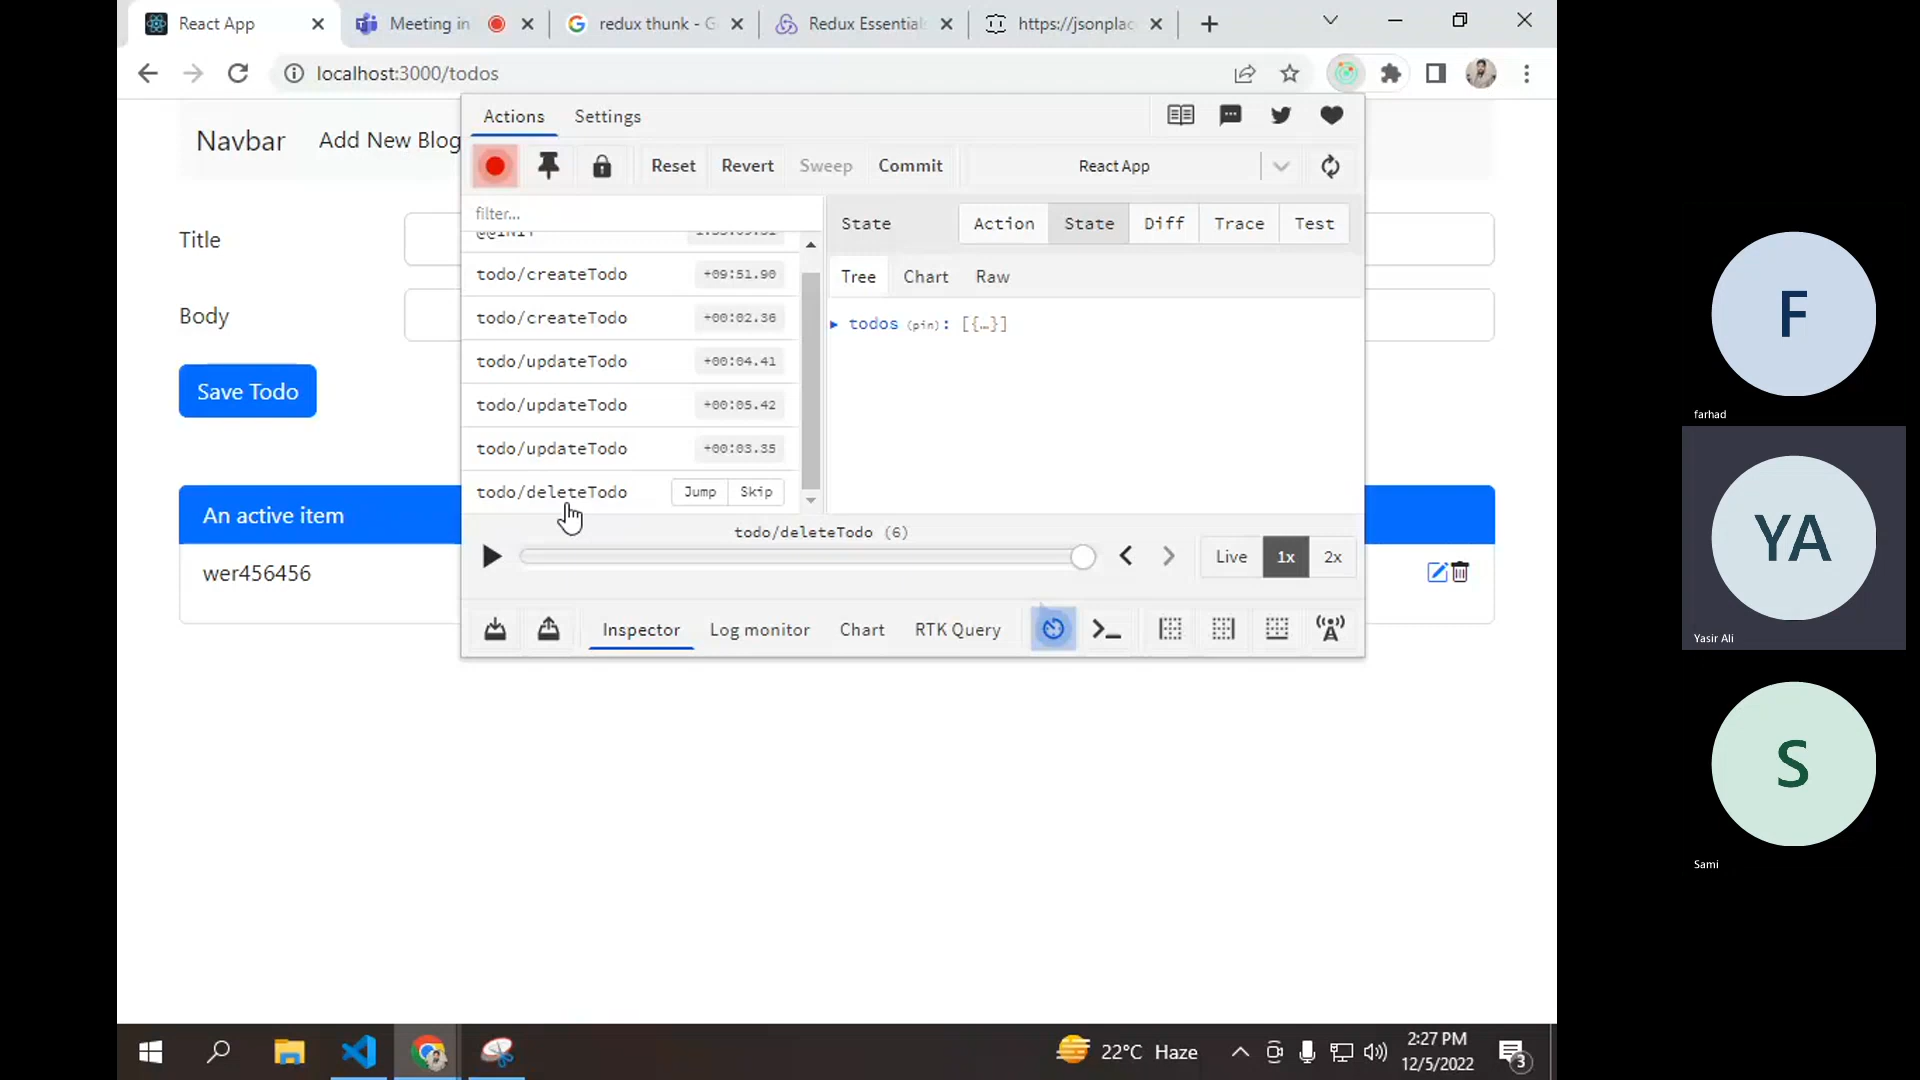 React App
Meeting in
redux thunk - G
Redux Essential
https://jsonplac
localhost:3000/todos
Navbar
Add New Blog
Actions
Settings
Reset
Revert
Sweep
Commit
React App
filter...
@@INIT
todo/createTodo
+09:51.90
todo/createTodo
+00:02.36
todo/updateTodo
+00:04.41
todo/updateTodo
+00:05.42
todo/updateTodo
+00:03.35
todo/deleteTodo
Jump
Skip
State
Action
State
Diff
Trace
Test
Tree
Chart
Raw
todos (pin): [{…}]
todo/deleteTodo (6)
Live
1x
2x
Inspector
Log monitor
Chart
RTK Query
Title
Body
Save Todo
An active item
wer456456
F
farhad
YA
Yasir Ali
S
Sami
22°C Haze
2:27 PM
12/5/2022
3